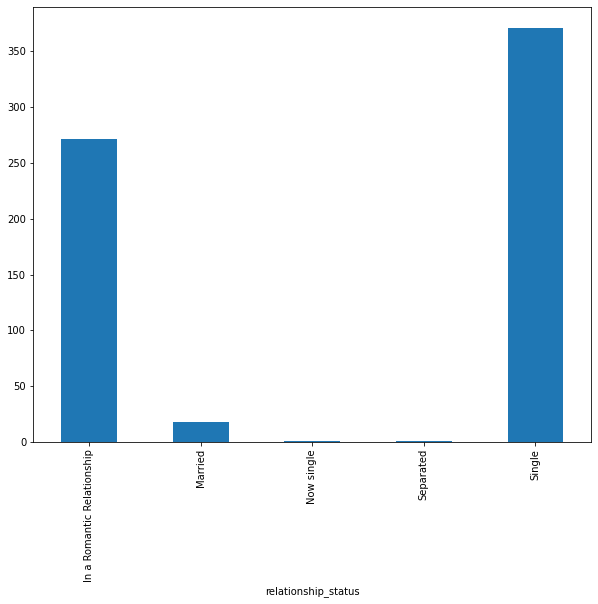 350
300
250
200
150
100
50
0
In a Romantic Relationship
Married
Now single
Separated
Single
relationship_status